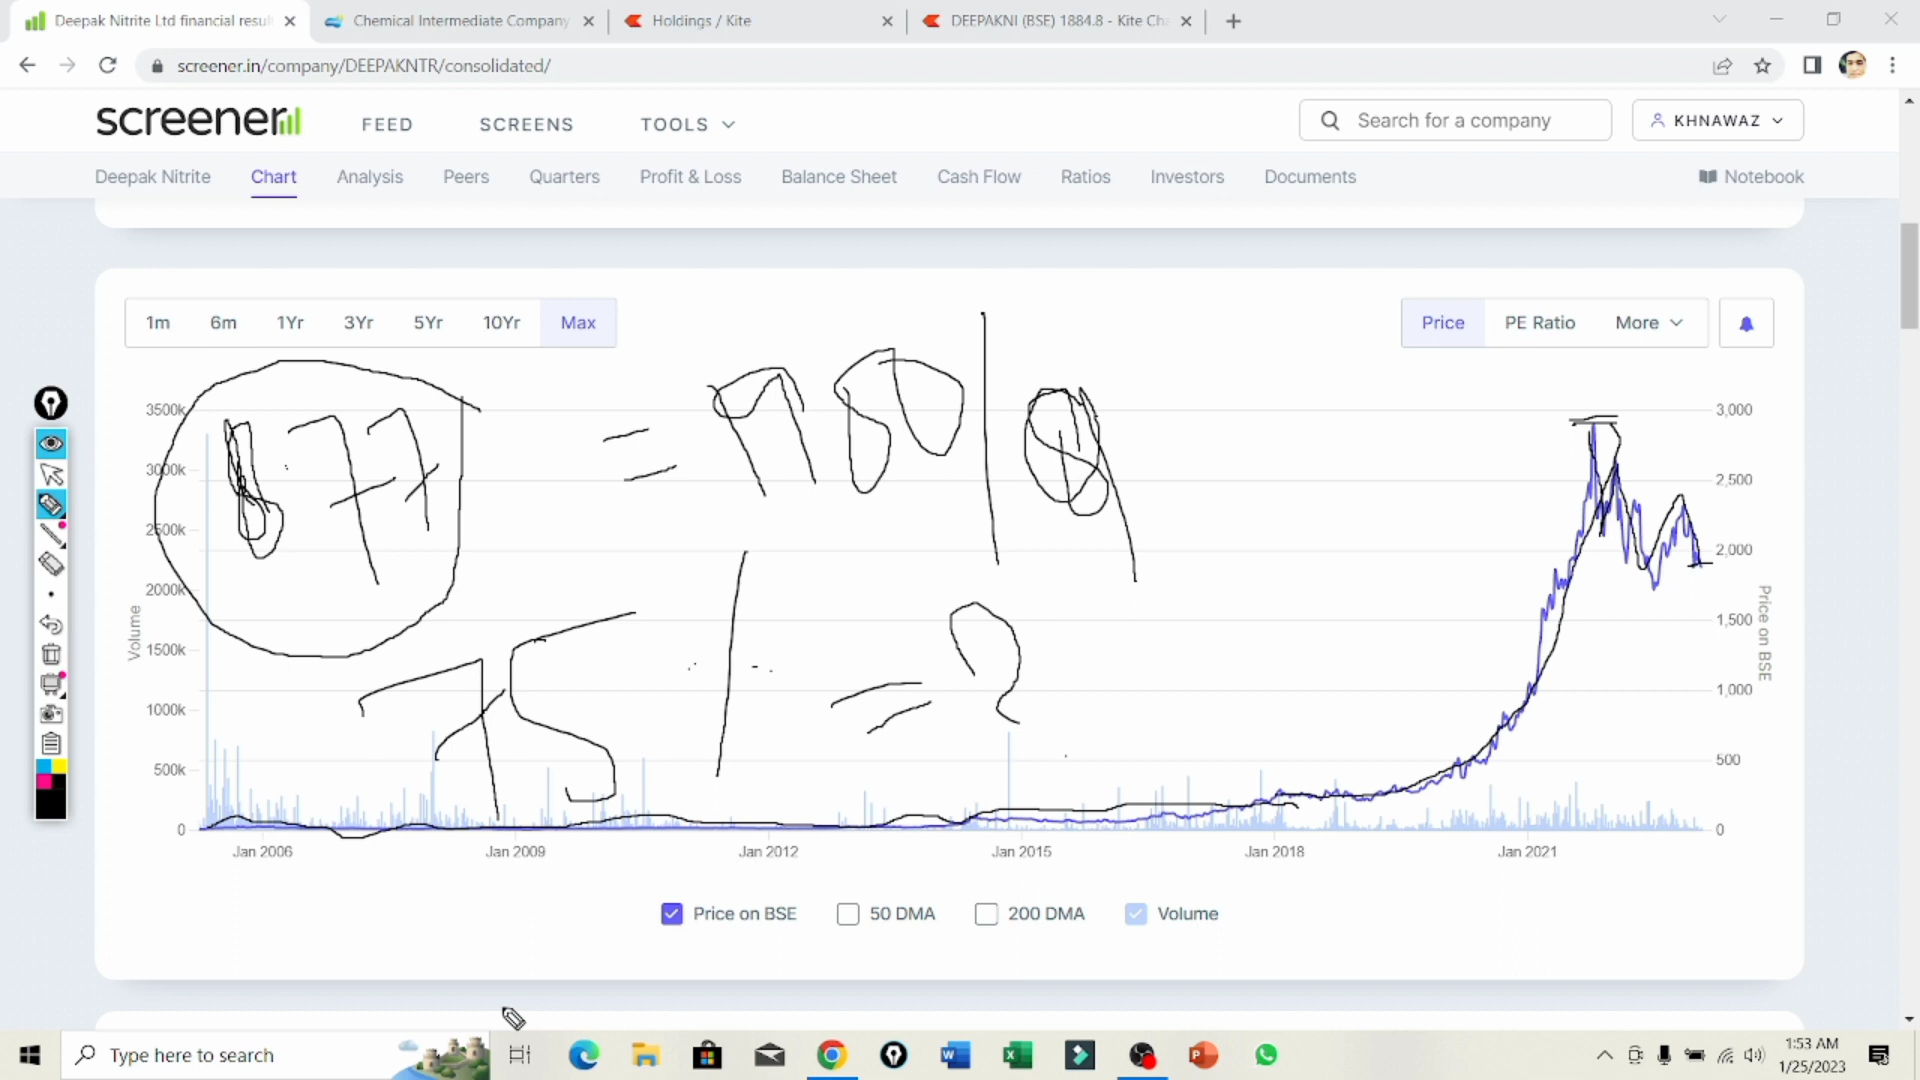 Deepak Nitrite Ltd financial resul
Chemical Intermediate Company
Holdings / Kite
DEEPAKNI (BSE) 1884.8 - Kite Cha
screener.in/company/DEEPAKNTR/consolidated/
screener
FEED
SCREENS
TOOLS
Search for a company
KHNAWAZ
Deepak Nitrite
Chart
Analysis
Peers
Quarters
Profit & Loss
Balance Sheet
Cash Flow
Ratios
Investors
Documents
Notebook
1m
6m
1Yr
3Yr
5Yr
10Yr
Max
Price
PE Ratio
More
3500k
3000k
2500k
2000k
1500k
1000k
500k
0
Volume
3,000
2,500
2,000
1,500
1,000
500
0
Price on BSE
75 = ?
Jan 2006
Jan 2009
Jan 2012
Jan 2015
Jan 2018
Jan 2021
Price on BSE
50 DMA
200 DMA
Volume
Type here to search
1:53 AM
1/25/2023